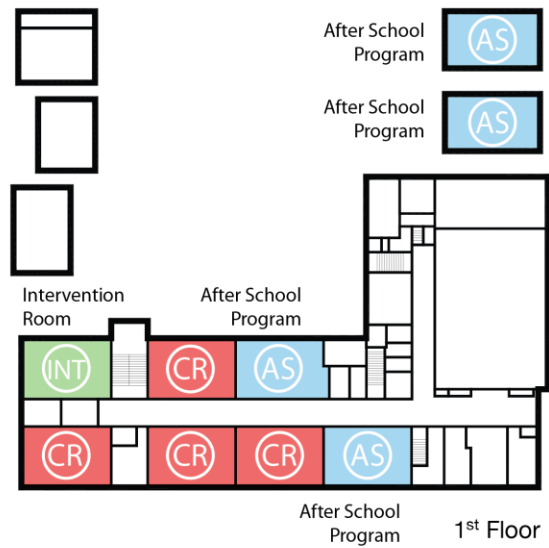 After School
Program
AS
After School
Program
AS
Intervention
Room
After School
Program
INT
CR
AS
CR
CR
CR
AS
After School
Program
1st Floor